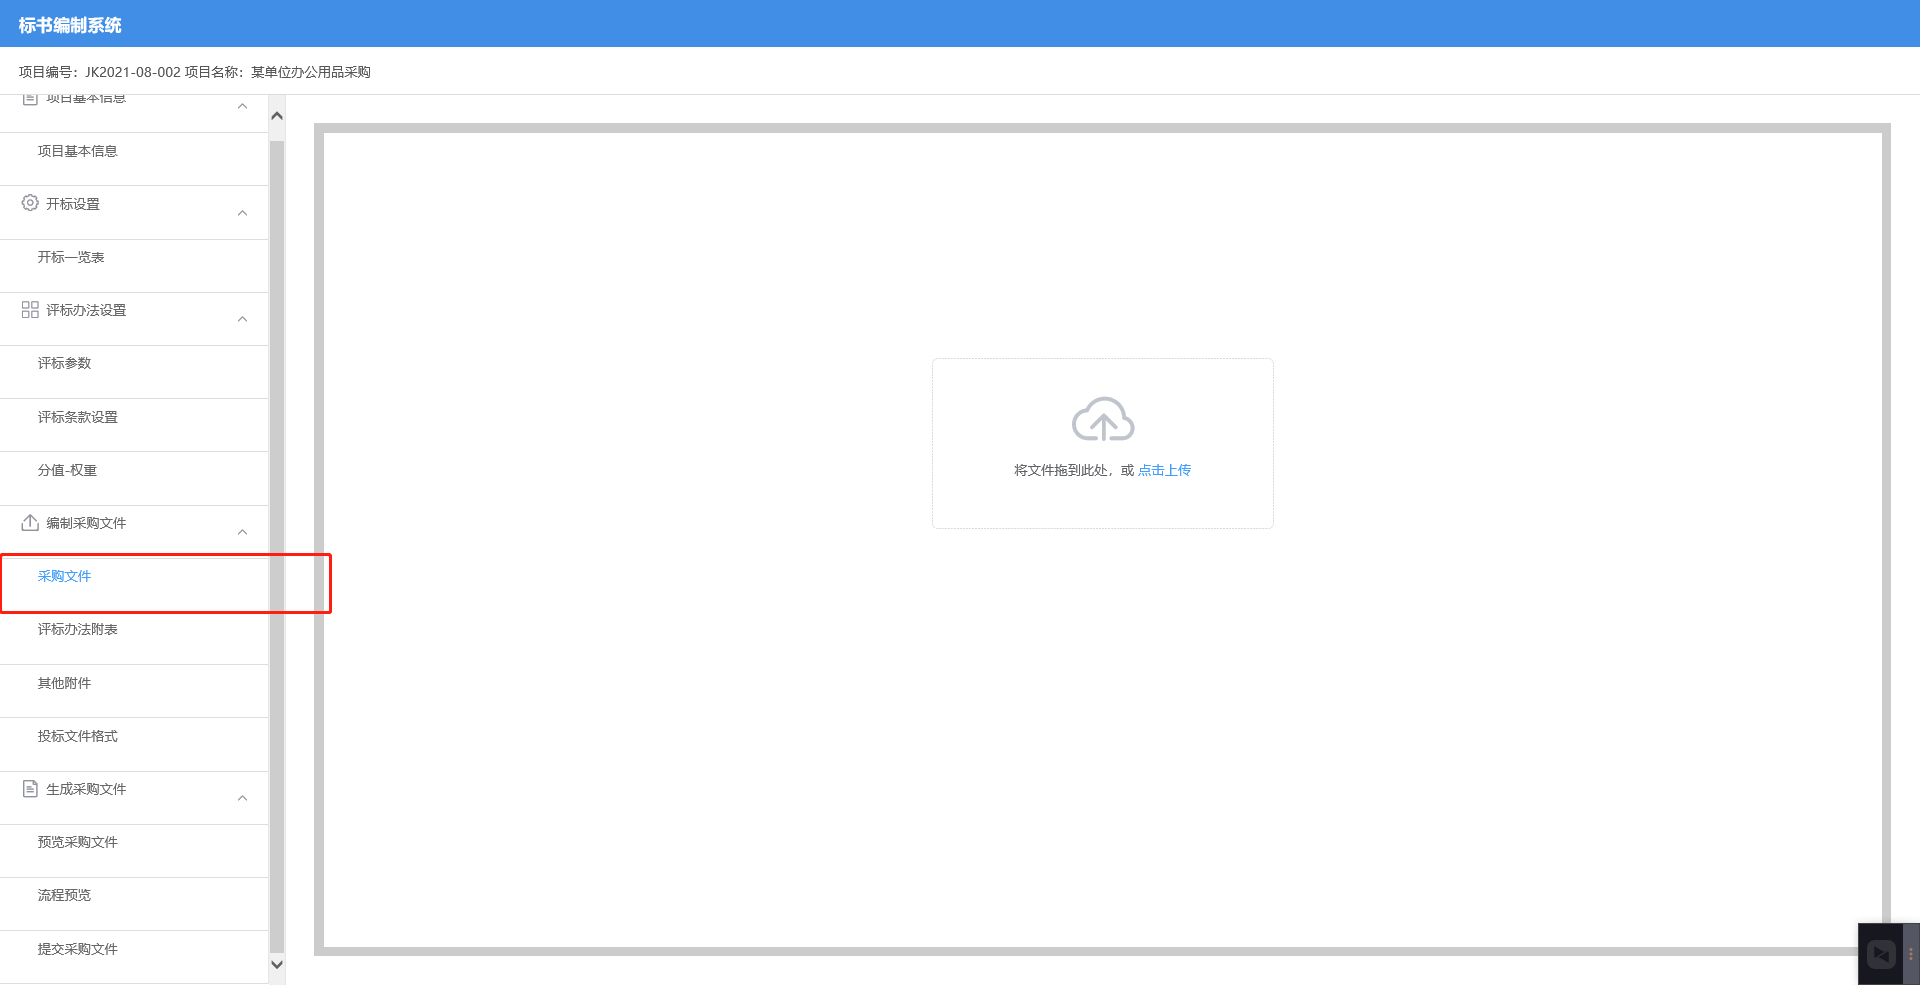 标书编制系统
项目编号：JK2021-08-002 项目名称：某单位办公用品采购
项目基本信息
项目基本信息
开标设置
开标一览表
评标办法设置
评标参数
评标条款设置
分值-权重
编制采购文件
采购文件
评标办法附表
其他附件
投标文件格式
生成采购文件
预览采购文件
流程预览
提交采购文件
将文件拖到此处，或 点击上传